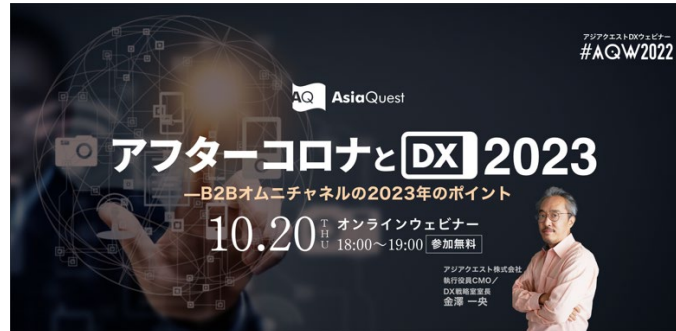 アジアクエストDXウェビナー
#AQW2022
AQ AsiaQuest
アフターコロナとDX2023
―B2Bオムニチャネルの2023年のポイント
10.20 THU オンラインウェビナー
18:00〜19:00 参加無料
アジアクエスト株式会社
執行役員CMO／
DX戦略室室長
金澤 一央